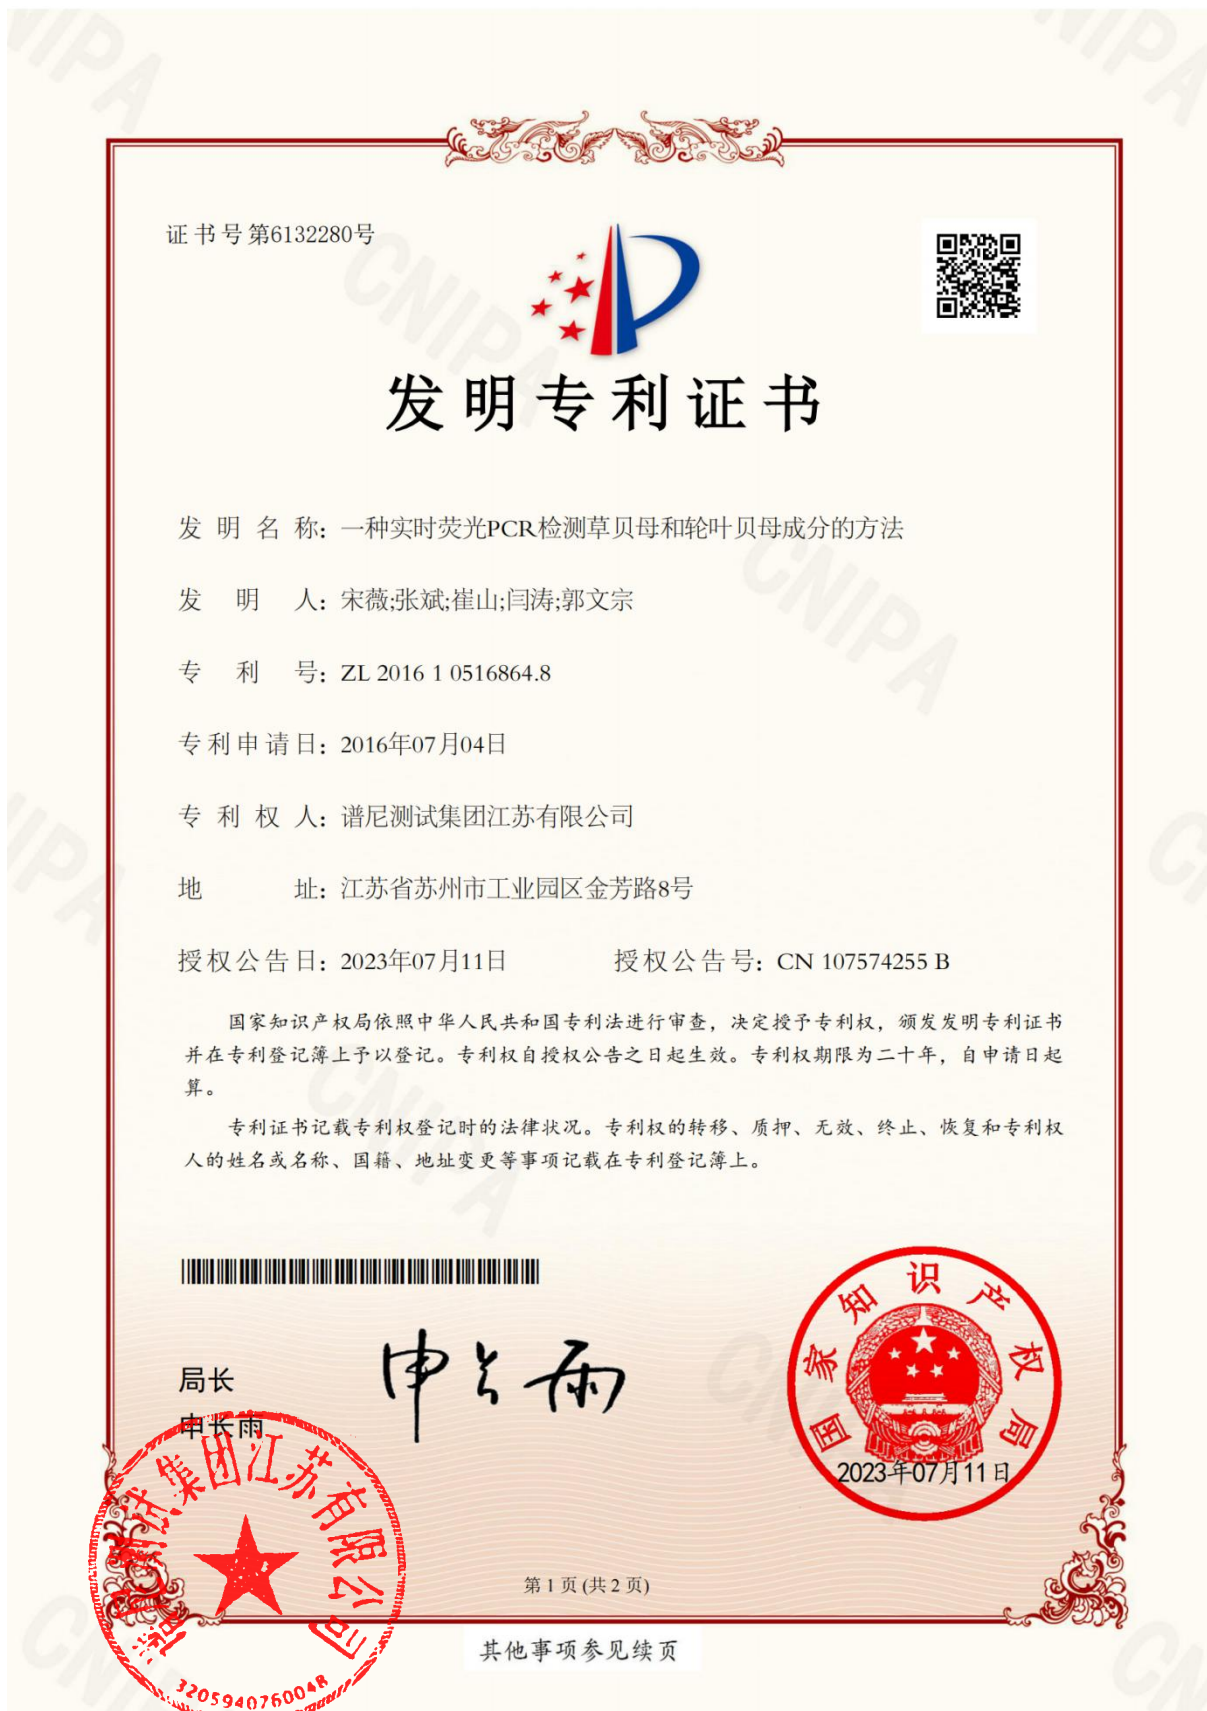 证书号第6132280号
发明专利证书
发明名称：一种实时荧光PCR检测草贝母和轮叶贝母成分的方法
发明人：宋薇;张斌;崔山;闫涛;郭文宗
专利号：ZL 2016 1 0516864.8
专利申请日：2016年07月04日
专利权人：谱尼测试集团江苏有限公司
地址：江苏省苏州市工业园区金芳路8号
授权公告日：2023年07月11日 授权公告号：CN 107574255 B
国家知识产权局依照中华人民共和国专利法进行审查，决定授予专利权，颁发发明专利证书
并在专利登记簿上予以登记。专利权自授权公告之日起生效。专利权期限为二十年，自申请日起
算。
专利证书记载专利权登记时的法律状况。专利权的转移、质押、无效、终止、恢复和专利权
人的姓名或名称、国籍、地址变更等事项记载在专利登记簿上。
局长
申长雨
申长雨
国家知识产权局
2023年07月11日
谱尼测试集团江苏有限公司
3205940760048
第 1 页 (共 2 页)
其他事项参见续页
CNIPA
CNIPA
CNIPA
CNIPA
CNIPA